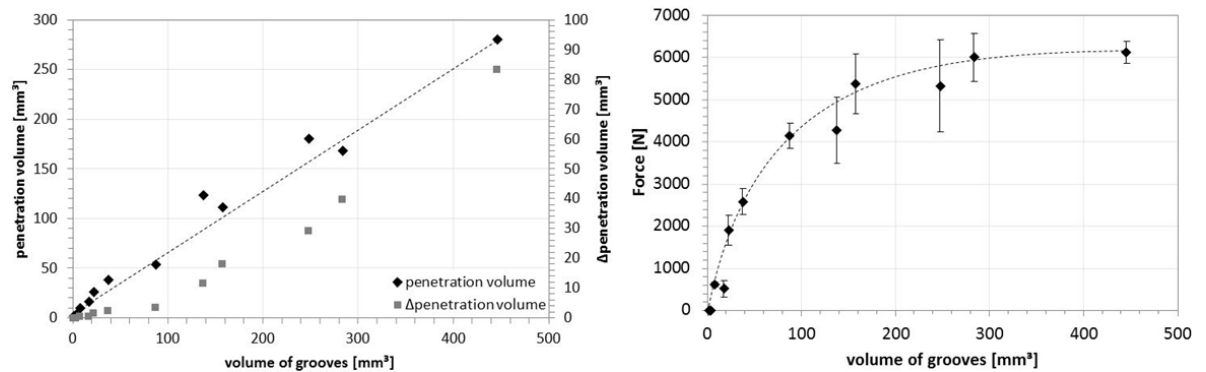 300
250
200
150
100
50
0
penetration volume [mm³]
100
90
80
70
60
50
40
30
20
10
0
Δpenetration volume [mm³]
penetration volume
Δpenetration volume
0 100 200 300 400 500
volume of grooves [mm³]
7000
6000
5000
4000
3000
2000
1000
0
Force [N]
0 100 200 300 400 500
volume of grooves [mm³]